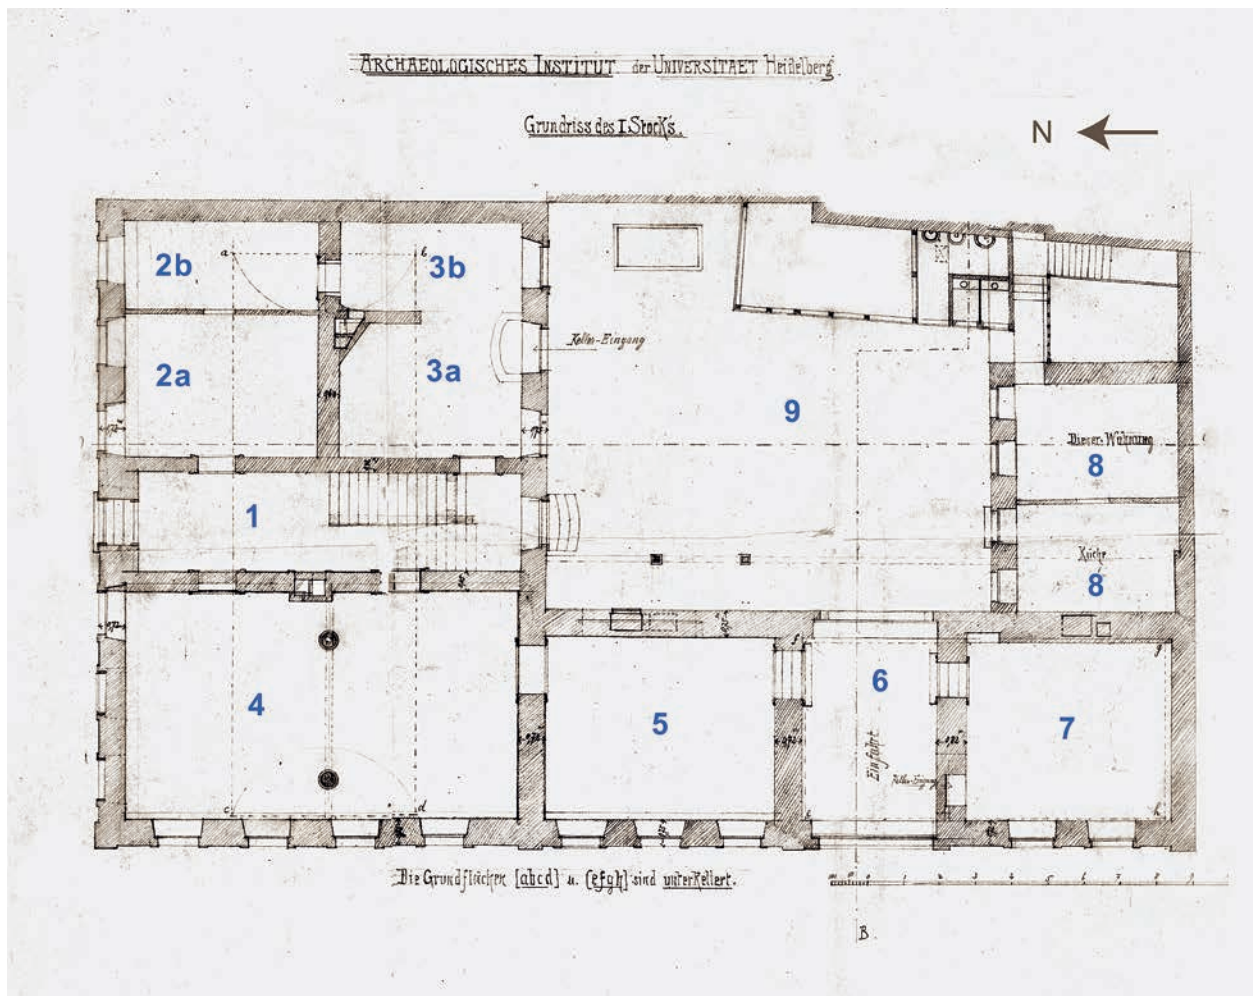 ARCHAEOLOGISCHES INSTITUT der UNIVERSITAET Heidelberg.
Grundriss des I. Stocks.
N
2b
a
b
3b
2a
3a
Keller-Eingang
9
Diener-Wohnung
8
1
Küche
8
4
5
6
7
f
g
Einfahrt
Keller-Eingang
c
d
e
h
Die Grundflächen [abcd] u. [efgh] sind unterkellert.
B.